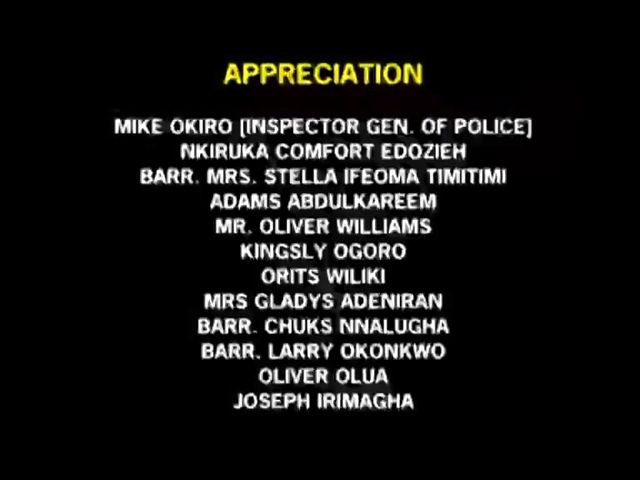 APPRECIATION
MIKE OKIRO [INSPECTOR GEN. OF POLICE]
NKIRUKA COMFORT EDOZIEH
BARR. MRS. STELLA IFEOMA TIMITIMI
ADAMS ABDULKAREEM
MR. OLIVER WILLIAMS
KINGSLY OGORO
ORITS WILIKI
MRS GLADYS ADENIRAN
BARR. CHUKS NNALUGHA
BARR. LARRY OKONKWO
OLIVER OLUA
JOSEPH IRIMAGHA